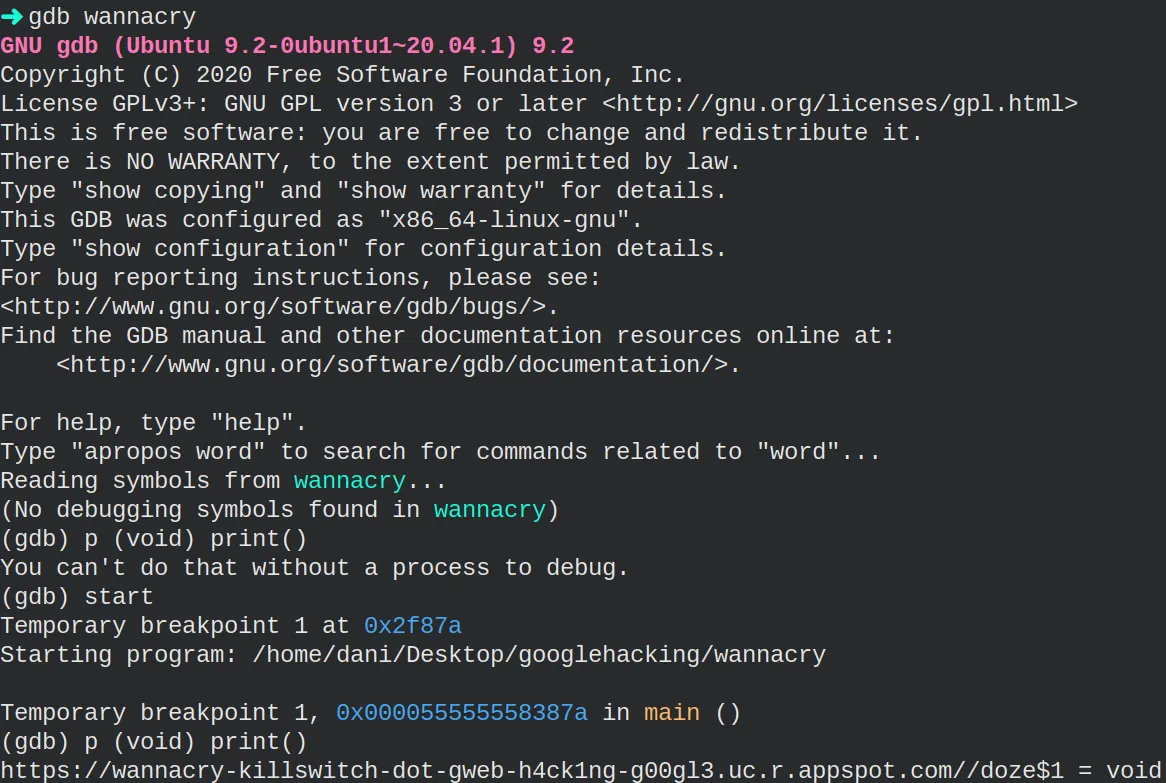 ➜ gdb wannacry
GNU gdb (Ubuntu 9.2-0ubuntu1~20.04.1) 9.2
Copyright (C) 2020 Free Software Foundation, Inc.
License GPLv3+: GNU GPL version 3 or later <http://gnu.org/licenses/gpl.html>
This is free software: you are free to change and redistribute it.
There is NO WARRANTY, to the extent permitted by law.
Type "show copying" and "show warranty" for details.
This GDB was configured as "x86_64-linux-gnu".
Type "show configuration" for configuration details.
For bug reporting instructions, please see:
<http://www.gnu.org/software/gdb/bugs/>.
Find the GDB manual and other documentation resources online at:
    <http://www.gnu.org/software/gdb/documentation/>.

For help, type "help".
Type "apropos word" to search for commands related to "word"...
Reading symbols from wannacry...
(No debugging symbols found in wannacry)
(gdb) p (void) print()
You can't do that without a process to debug.
(gdb) start
Temporary breakpoint 1 at 0x2f87a
Starting program: /home/dani/Desktop/googlehacking/wannacry

Temporary breakpoint 1, 0x000055555558387a in main ()
(gdb) p (void) print()
https://wannacry-killswitch-dot-gweb-h4ck1ng-g00gl3.uc.r.appspot.com//doze$1 = void